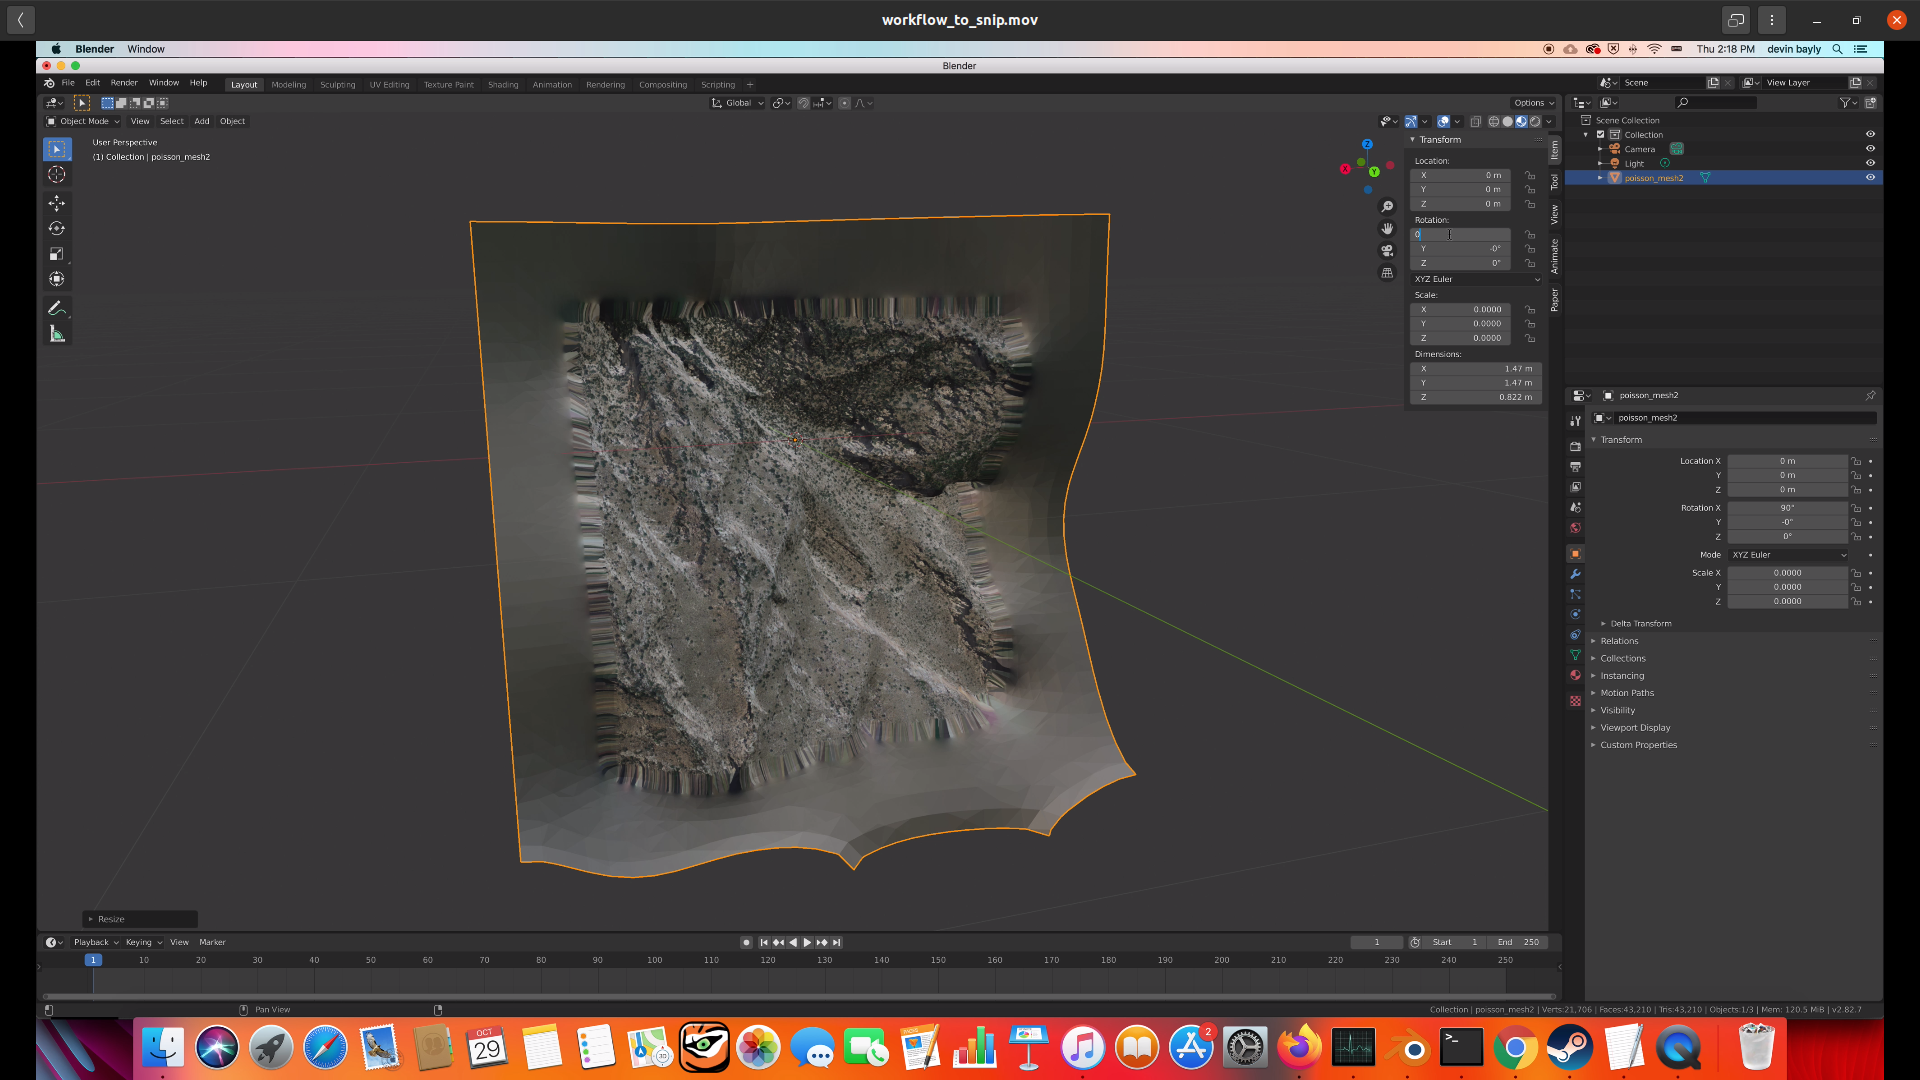 workflow_to_snip.mov
Blender Window
Thu 2:18 PM devin bayly
Blender
File Edit Render Window Help
Layout Modeling Sculpting UV Editing Texture Paint Shading Animation Rendering Compositing Scripting +
Scene
View Layer
Global
Options
Object Mode View Select Add Object
User Perspective
(1) Collection | poisson_mesh2
Z
X
Y
Transform
Location:
X 0 m
Y 0 m
Z 0 m
Rotation:
0
Y -0°
Z 0°
XYZ Euler
Scale:
X 0.0000
Y 0.0000
Z 0.0000
Dimensions:
X 1.47 m
Y 1.47 m
Z 0.822 m
Item
Tool
View
Animate
Paper
Scene Collection
Collection
Camera
Light
poisson_mesh2
poisson_mesh2
poisson_mesh2
Transform
Location X 0 m
Y 0 m
Z 0 m
Rotation X 90°
Y -0°
Z 0°
Mode XYZ Euler
Scale X 0.0000
Y 0.0000
Z 0.0000
Delta Transform
Relations
Collections
Instancing
Motion Paths
Visibility
Viewport Display
Custom Properties
Resize
Playback Keying View Marker
1 Start 1 End 250
1 10 20 30 40 50 60 70 80 90 100 110 120 130 140 150 160 170 180 190 200 210 220 230 240 250
Pan View
Collection | poisson_mesh2 | Verts:21,706 | Faces:43,210 | Tris:43,210 | Objects:1/3 | Mem: 120.5 MiB | v2.82.7
OCT
29
2